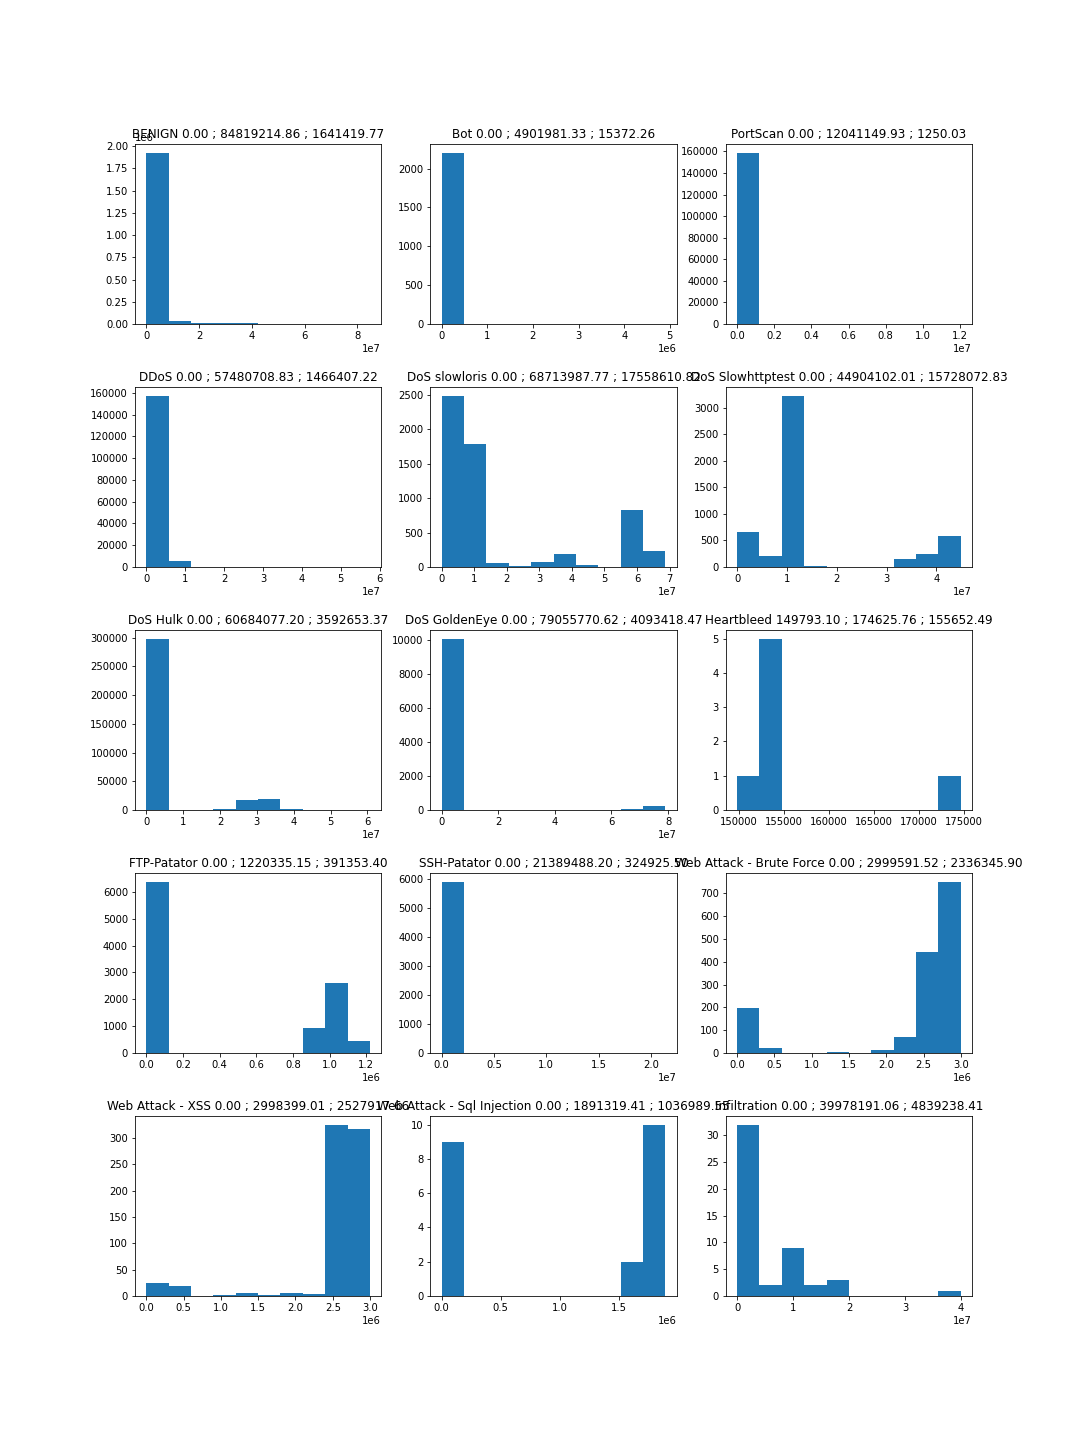 BENIGN 0.00 ; 84819214.86 ; 1641419.77
1e6
2.00
1.75
1.50
1.25
1.00
0.75
0.50
0.25
0.00
0 2 4 6 8
1e7
Bot 0.00 ; 4901981.33 ; 15372.26
2000
1500
1000
500
0
0 1 2 3 4 5
1e6
PortScan 0.00 ; 12041149.93 ; 1250.03
160000
140000
120000
100000
80000
60000
40000
20000
0
0.0 0.2 0.4 0.6 0.8 1.0 1.2
1e7
DDoS 0.00 ; 57480708.83 ; 1466407.22
160000
140000
120000
100000
80000
60000
40000
20000
0
0 1 2 3 4 5 6
1e7
DoS slowloris 0.00 ; 68713987.77 ; 17558610.82
2500
2000
1500
1000
500
0
0 1 2 3 4 5 6 7
1e7
DoS Slowhttptest 0.00 ; 44904102.01 ; 15728072.83
3000
2500
2000
1500
1000
500
0
0 1 2 3 4
1e7
DoS Hulk 0.00 ; 60684077.20 ; 3592653.37
300000
250000
200000
150000
100000
50000
0
0 1 2 3 4 5 6
1e7
DoS GoldenEye 0.00 ; 79055770.62 ; 4093418.47
10000
8000
6000
4000
2000
0
0 2 4 6 8
1e7
Heartbleed 149793.10 ; 174625.76 ; 155652.49
5
4
3
2
1
0
150000 155000 160000 165000 170000 175000
FTP-Patator 0.00 ; 1220335.15 ; 391353.40
6000
5000
4000
3000
2000
1000
0
0.0 0.2 0.4 0.6 0.8 1.0 1.2
1e6
SSH-Patator 0.00 ; 21389488.20 ; 324925.50
6000
5000
4000
3000
2000
1000
0
0.0 0.5 1.0 1.5 2.0
1e7
Web Attack - Brute Force 0.00 ; 2999591.52 ; 2336345.90
700
600
500
400
300
200
100
0
0.0 0.5 1.0 1.5 2.0 2.5 3.0
1e6
Web Attack - XSS 0.00 ; 2998399.01 ; 2527917.66
300
250
200
150
100
50
0
0.0 0.5 1.0 1.5 2.0 2.5 3.0
1e6
Web Attack - Sql Injection 0.00 ; 1891319.41 ; 1036989.55
10
8
6
4
2
0
0.0 0.5 1.0 1.5
1e6
Infiltration 0.00 ; 39978191.06 ; 4839238.41
30
25
20
15
10
5
0
0 1 2 3 4
1e7